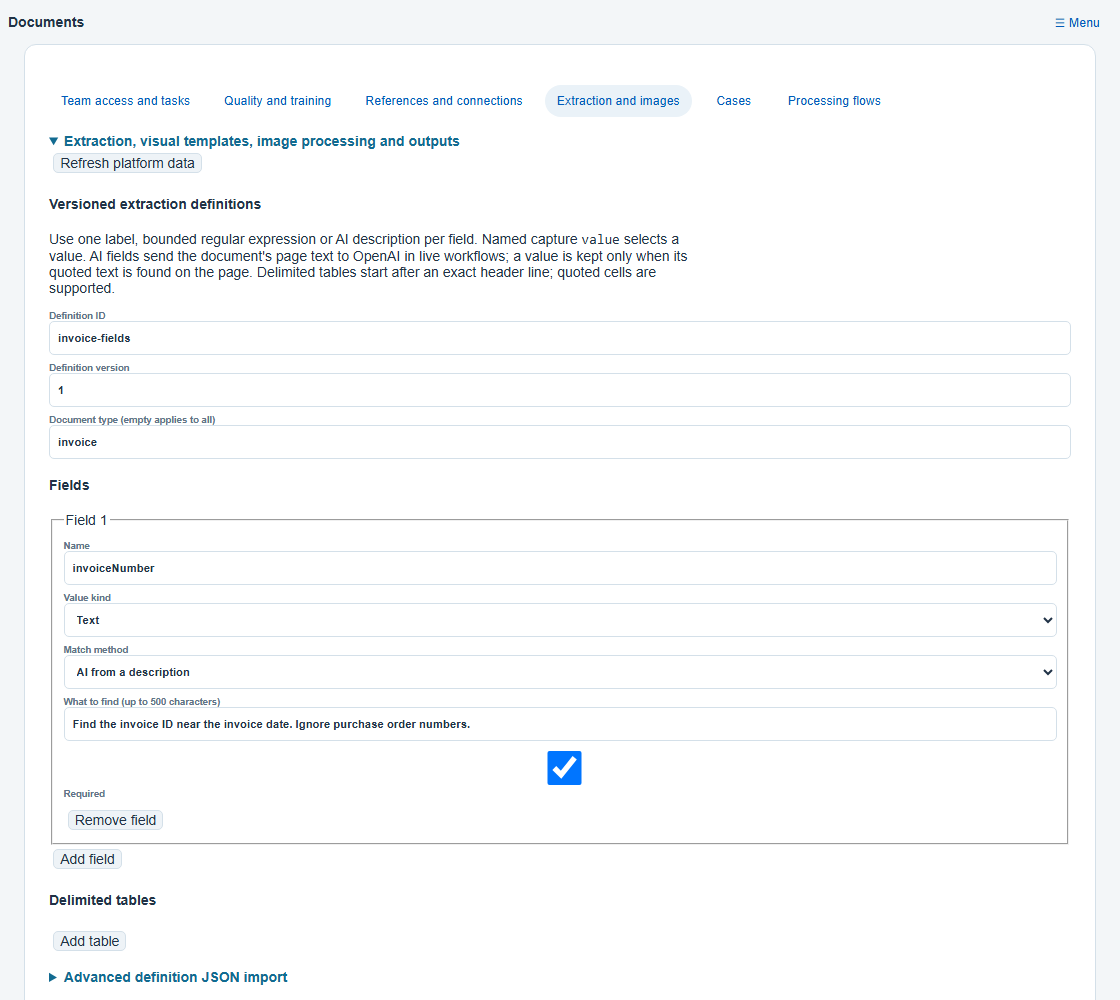 Documents
☰ Menu
Team access and tasks
Quality and training
References and connections
Extraction and images
Cases
Processing flows
▼ Extraction, visual templates, image processing and outputs
Refresh platform data
Versioned extraction definitions
Use one label, bounded regular expression or AI description per field. Named capture value selects a
value. AI fields send the document's page text to OpenAI in live workflows; a value is kept only when its
quoted text is found on the page. Delimited tables start after an exact header line; quoted cells are
supported.
Definition ID
invoice-fields
Definition version
1
Document type (empty applies to all)
invoice
Fields
Field 1
Name
invoiceNumber
Value kind
Text
Match method
AI from a description
What to find (up to 500 characters)
Find the invoice ID near the invoice date. Ignore purchase order numbers.
Required
Remove field
Add field
Delimited tables
Add table
▶ Advanced definition JSON import